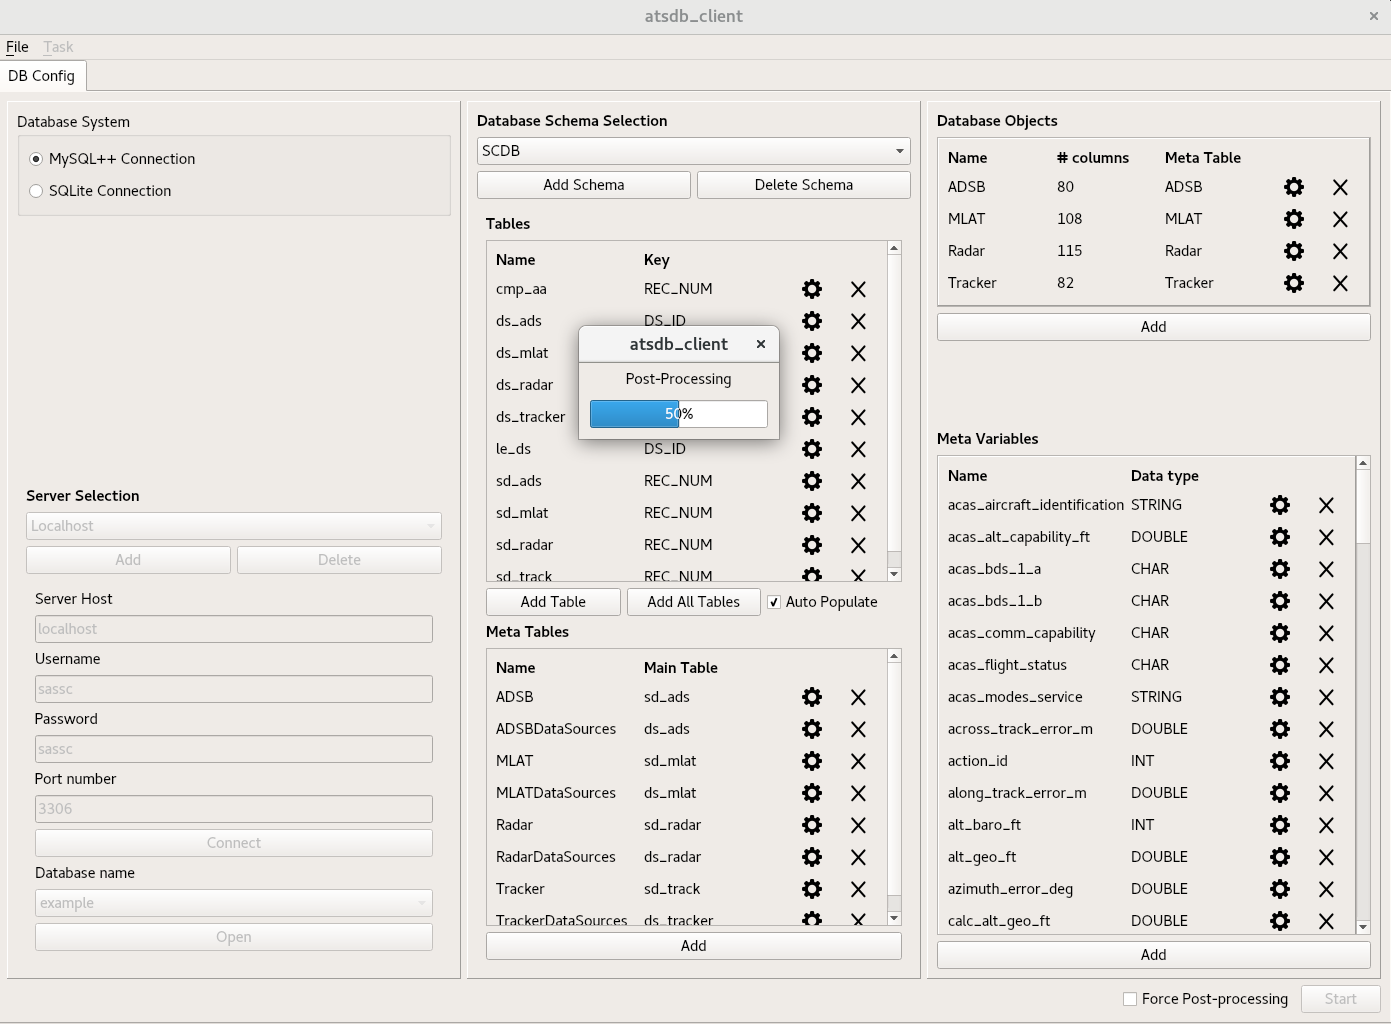 atsdb_client
File Task
DB Config
Database System
MySQL++ Connection
SQLite Connection
Server Selection
Localhost
Add Delete
Server Host
localhost
Username
sassc
Password
sassc
Port number
3306
Connect
Database name
example
Open
Database Schema Selection
SCDB
Add Schema Delete Schema
Tables
Name Key
cmp_aa REC_NUM
ds_ads DS_ID
ds_mlat
ds_radar
ds_tracker
le_ds DS_ID
sd_ads REC_NUM
sd_mlat REC_NUM
sd_radar REC_NUM
sd_track REC_NUM
Add Table Add All Tables Auto Populate
Meta Tables
Name Main Table
ADSB sd_ads
ADSBDataSources ds_ads
MLAT sd_mlat
MLATDataSources ds_mlat
Radar sd_radar
RadarDataSources ds_radar
Tracker sd_track
TrackerDataSources ds_tracker
Add
atsdb_client
Post-Processing
50%
Database Objects
Name # columns Meta Table
ADSB 80 ADSB
MLAT 108 MLAT
Radar 115 Radar
Tracker 82 Tracker
Add
Meta Variables
Name Data type
acas_aircraft_identification STRING
acas_alt_capability_ft DOUBLE
acas_bds_1_a CHAR
acas_bds_1_b CHAR
acas_comm_capability CHAR
acas_flight_status CHAR
acas_modes_service STRING
across_track_error_m DOUBLE
action_id INT
along_track_error_m DOUBLE
alt_baro_ft INT
alt_geo_ft DOUBLE
azimuth_error_deg DOUBLE
calc_alt_geo_ft DOUBLE
Add
Force Post-processing Start